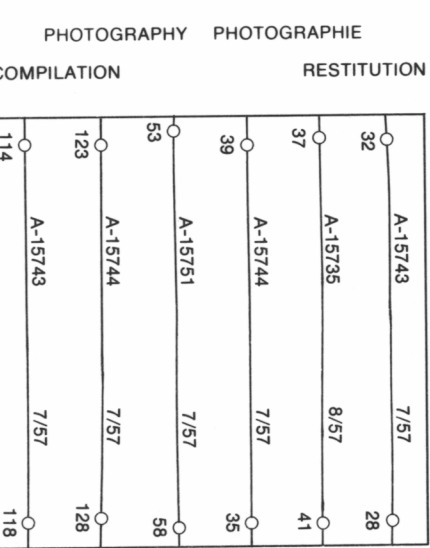 PHOTOGRAPHY PHOTOGRAPHIE
COMPILATION RESTITUTION
32 A-15743 7/57 28
37 A-15735 8/57 41
39 A-15744 7/57 35
53 A-15751 7/57 58
123 A-15744 7/57 128
114 A-15743 7/57 118